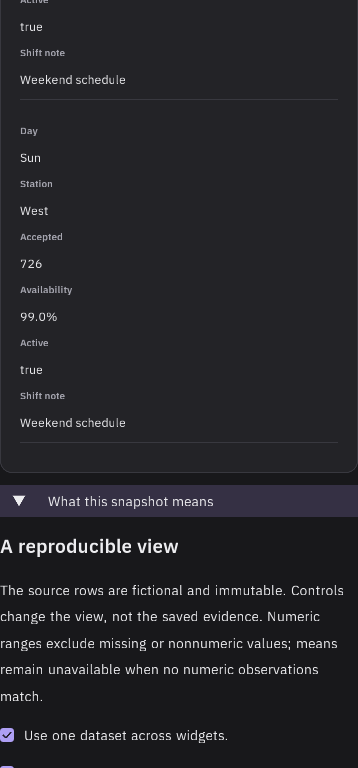 Active
true
Shift note
Weekend schedule
Day
Sun
Station
West
Accepted
726
Availability
99.0%
Active
true
Shift note
Weekend schedule
What this snapshot means
A reproducible view
The source rows are fictional and immutable. Controls
change the view, not the saved evidence. Numeric
ranges exclude missing or nonnumeric values; means
remain unavailable when no numeric observations
match.
Use one dataset across widgets.